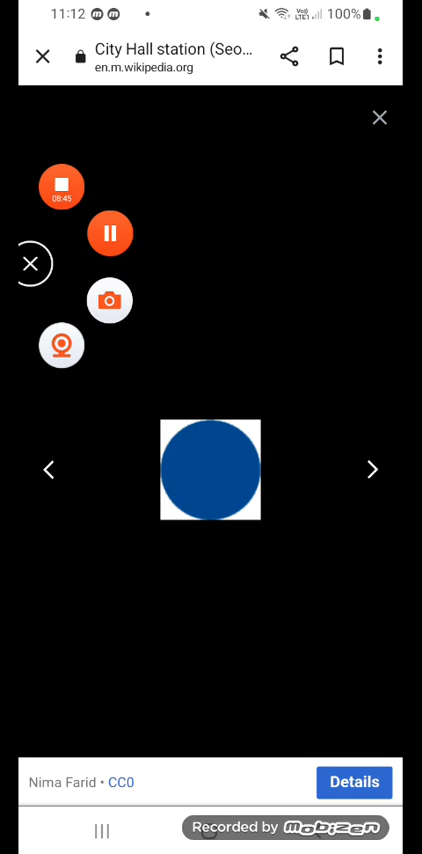 11:12 100%
City Hall station (Seo...
en.m.wikipedia.org
08:45
Nima Farid • CC0
Details
Recorded by mobizen